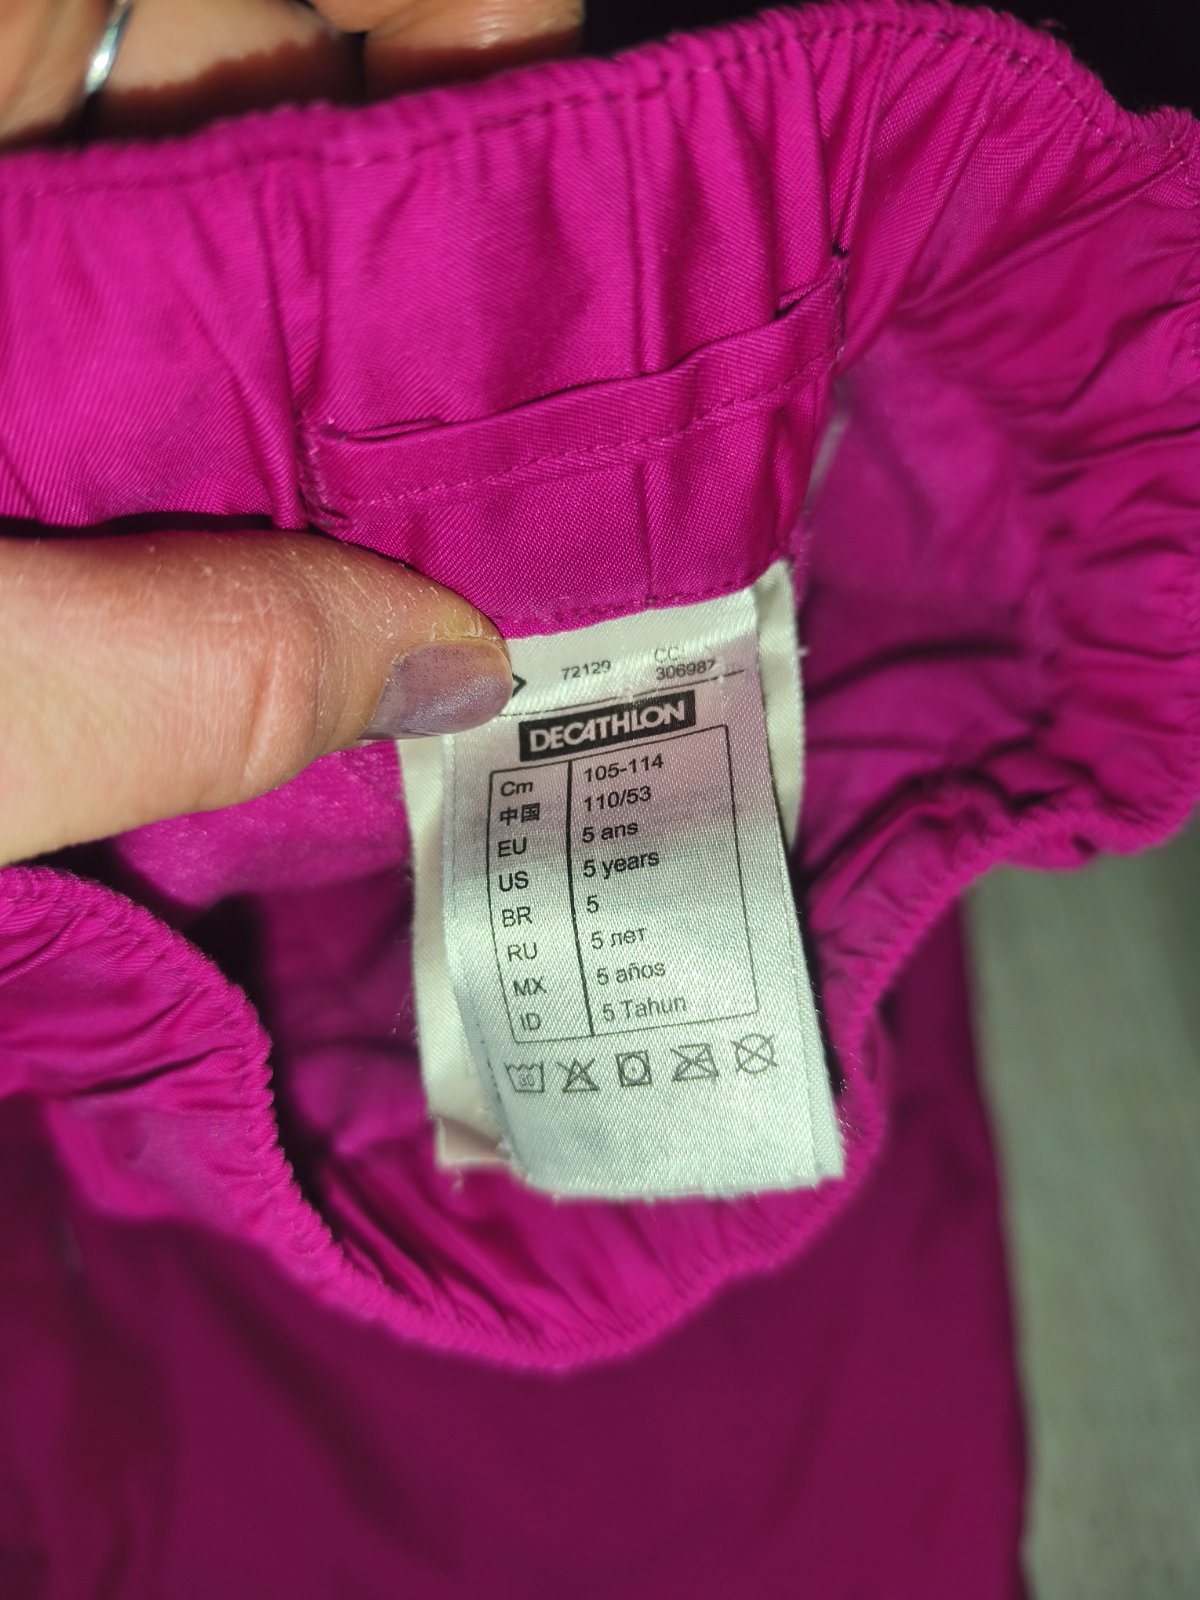 72129 CC:
306987
DECATHLON
Cm 105-114
中国 110/53
EU 5 ans
US 5 years
BR 5
RU 5 лет
MX 5 años
ID 5 Tahun
30